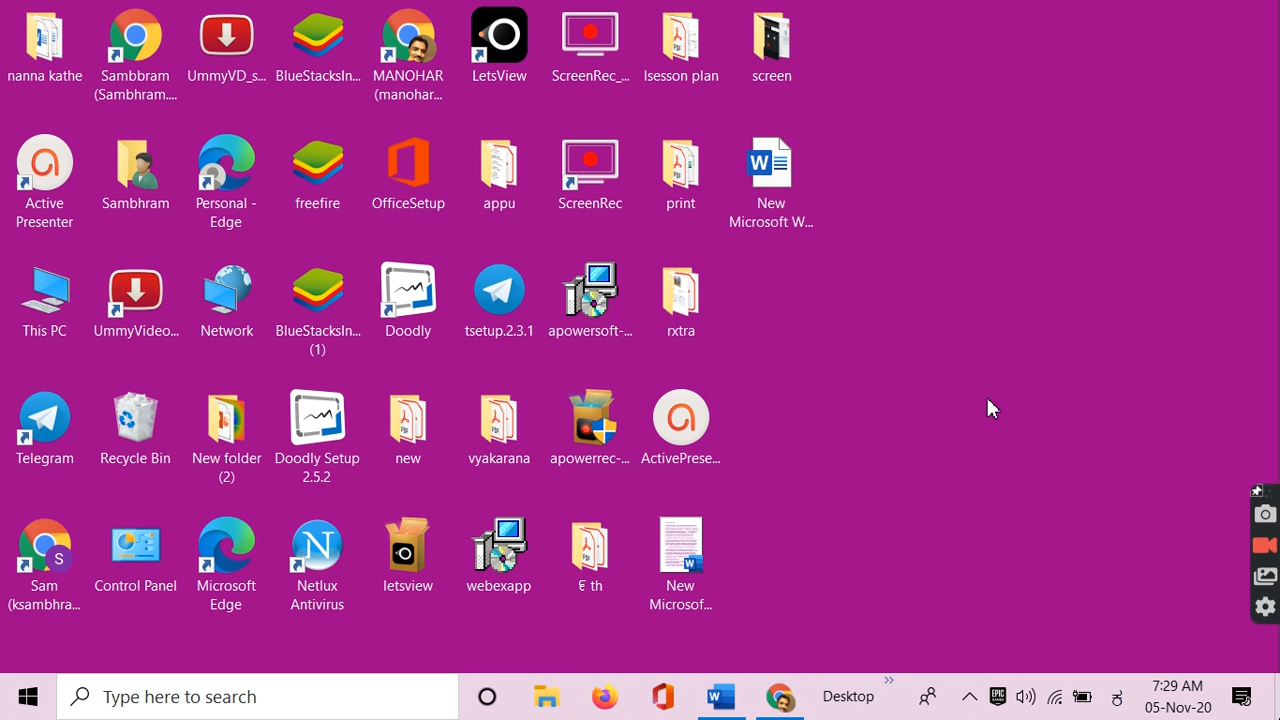 nanna kathe
Sambbram
(Sambhram....
UmmyVD_s...
BlueStacksIn...
MANOHAR
(manohar...
LetsView
ScreenRec_...
lsesson plan
screen
Active
Presenter
Sambhram
Personal -
Edge
freefire
OfficeSetup
appu
ScreenRec
print
New
Microsoft W...
This PC
UmmyVideo...
Network
BlueStacksIn...
(1)
Doodly
tsetup.2.3.1
apowersoft-...
rxtra
Telegram
Recycle Bin
New folder
(2)
Doodly Setup
2.5.2
new
vyakarana
apowerrec-...
ActivePrese...
Sam
(ksambhra...
Control Panel
Microsoft
Edge
Netlux
Antivirus
letsview
webexapp
೯ th
New
Microsof...
Type here to search
Desktop
ಕ
7:29 AM
05-Nov-20